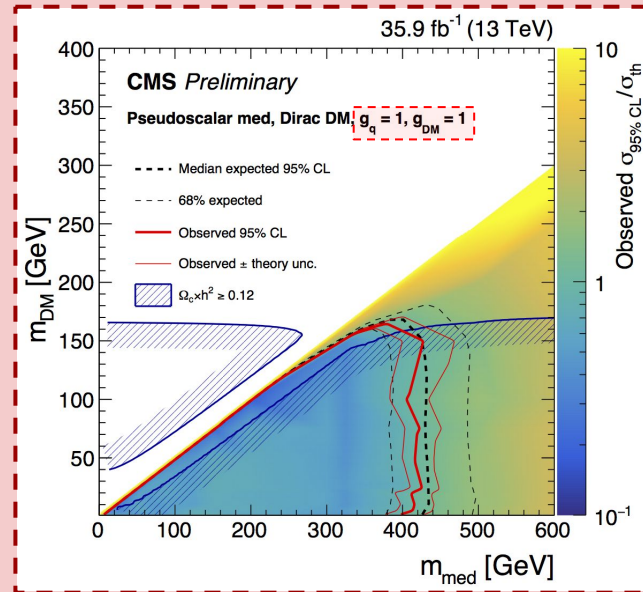 35.9 fb⁻¹ (13 TeV)
400
350
300
250
200
150
100
50
m_DM [GeV]
CMS Preliminary
Pseudoscalar med, Dirac DM, g_q = 1, g_DM = 1
Median expected 95% CL
68% expected
Observed 95% CL
Observed ± theory unc.
Ω_c×h² ≥ 0.12
0 100 200 300 400 500 600
m_med [GeV]
10
1
10⁻¹
Observed σ_95% CL/σ_th